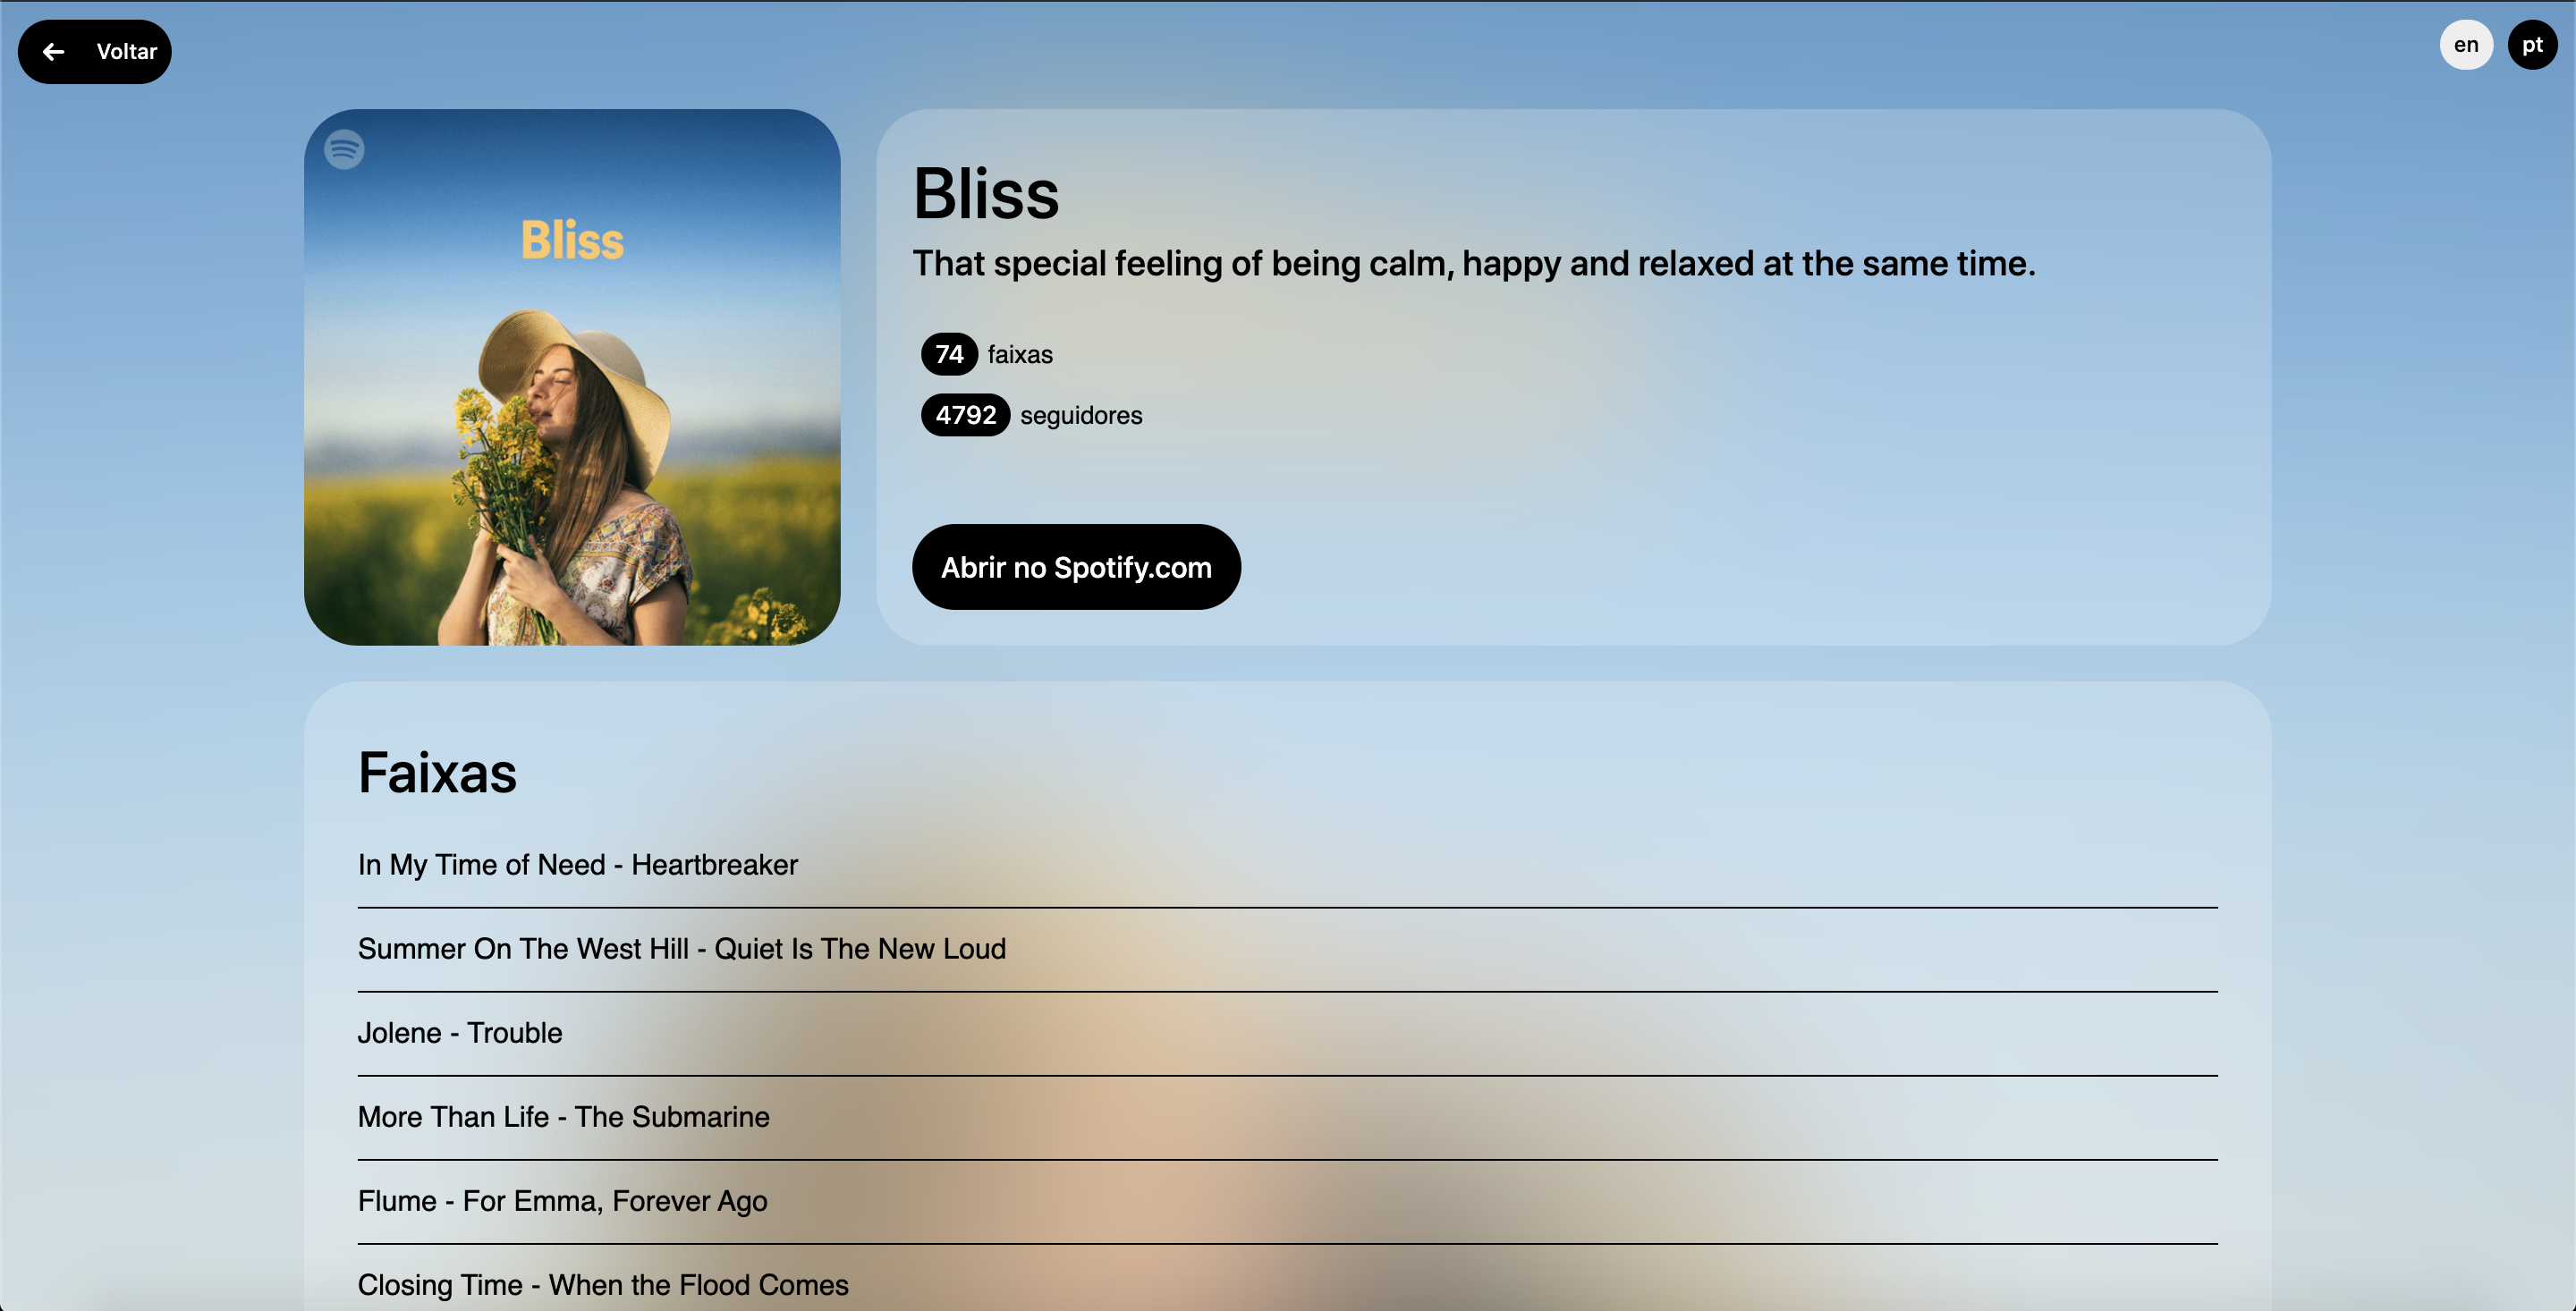 Voltar
en
pt
Bliss
Bliss
That special feeling of being calm, happy and relaxed at the same time.
74 faixas
4792 seguidores
Abrir no Spotify.com
Faixas
In My Time of Need - Heartbreaker
Summer On The West Hill - Quiet Is The New Loud
Jolene - Trouble
More Than Life - The Submarine
Flume - For Emma, Forever Ago
Closing Time - When the Flood Comes